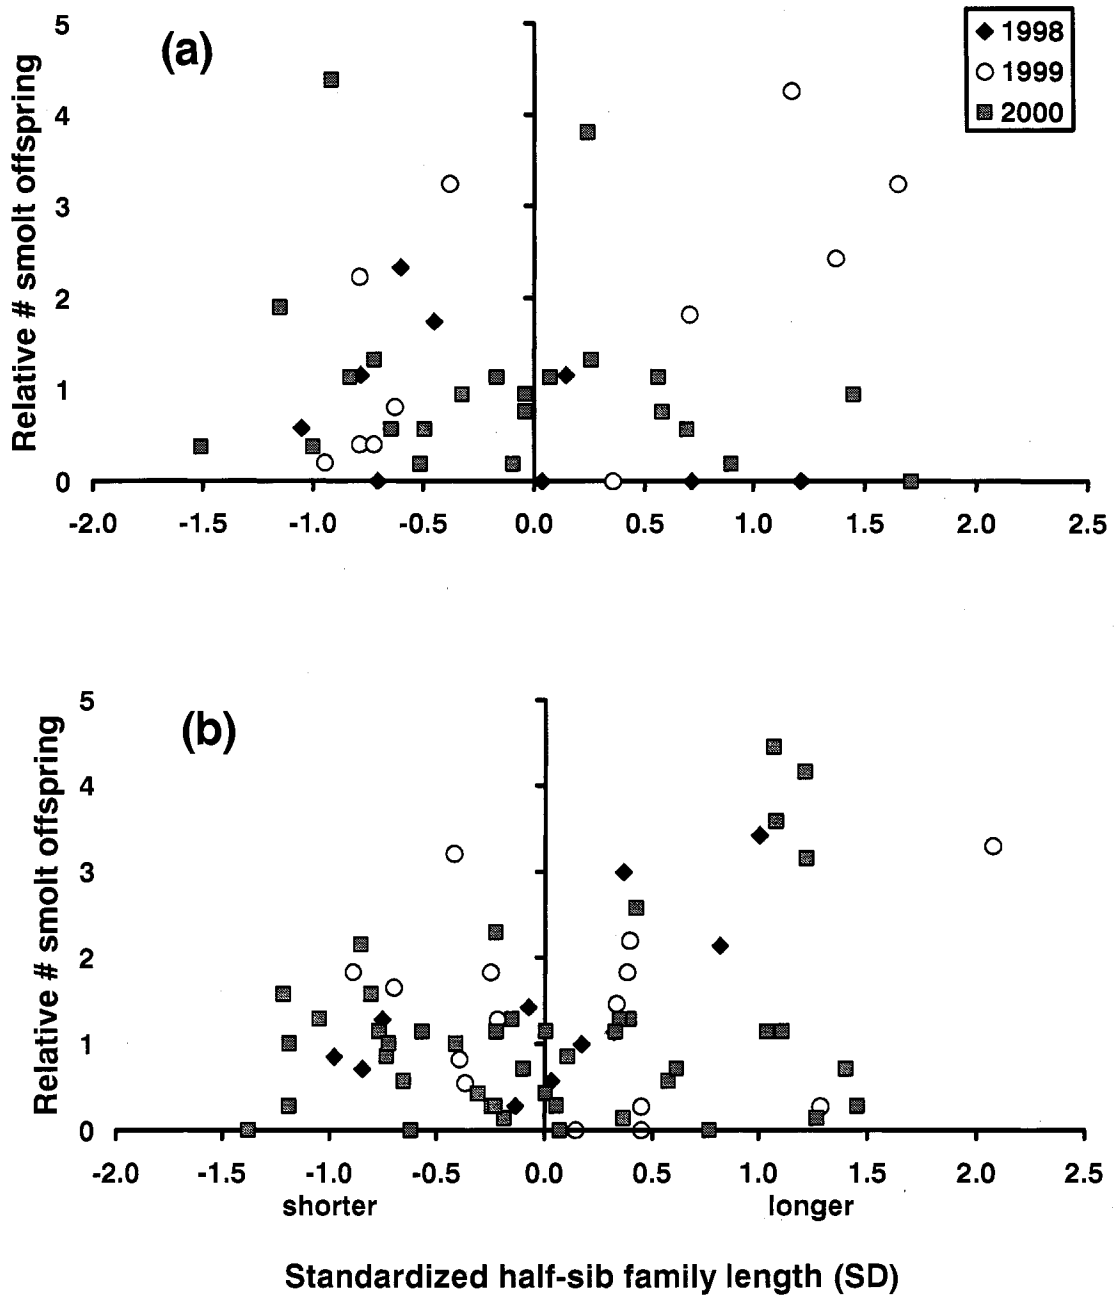 (a)
1998
1999
2000
Relative # smolt offspring
5
4
3
2
1
0
-2.0 -1.5 -1.0 -0.5 0.0 0.5 1.0 1.5 2.0 2.5
(b)
Relative # smolt offspring
5
4
3
2
1
0
-2.0 -1.5 -1.0 -0.5 0.0 0.5 1.0 1.5 2.0 2.5
shorter longer
Standardized half-sib family length (SD)